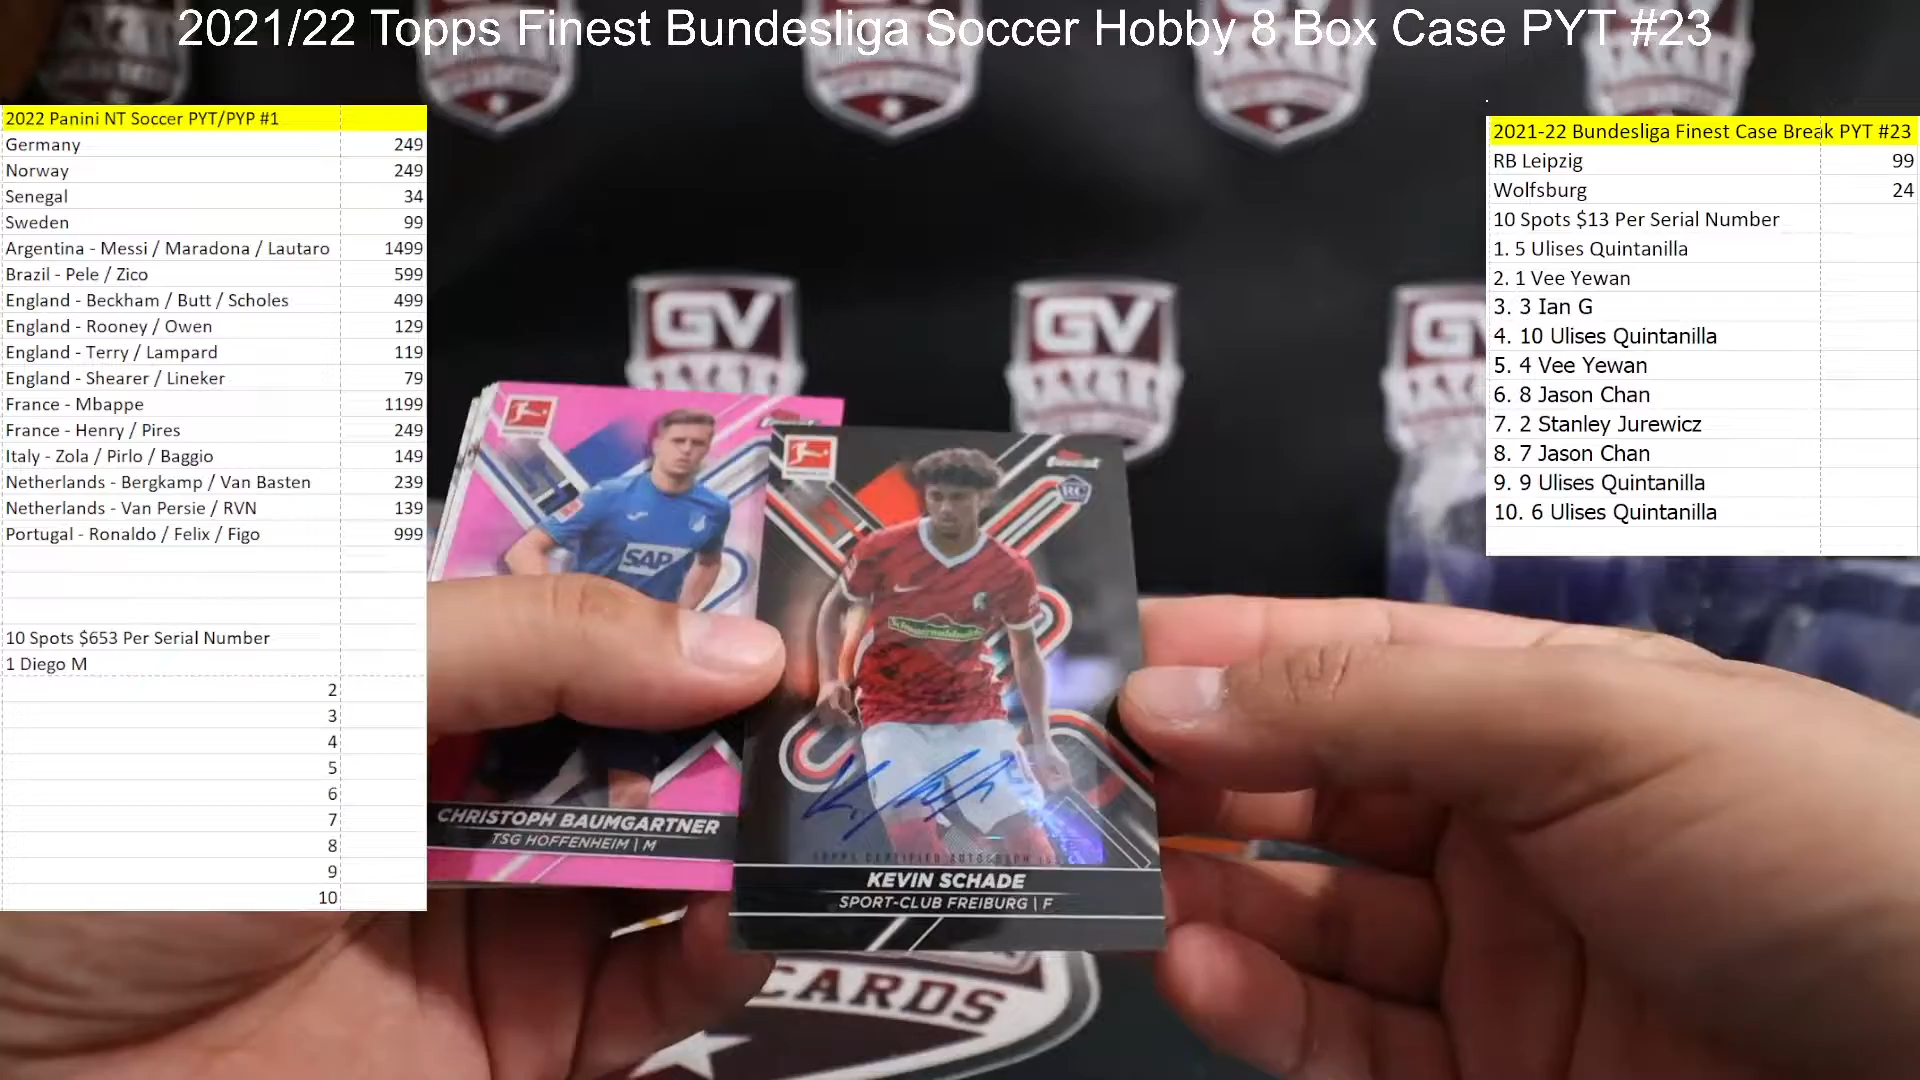 2021/22 Topps Finest Bundesliga Soccer Hobby 8 Box Case PYT #23
2022 Panini NT Soccer PYT/PYP #1
Germany 249
Norway 249
Senegal 34
Sweden 99
Argentina - Messi / Maradona / Lautaro 1499
Brazil - Pele / Zico 599
England - Beckham / Butt / Scholes 499
England - Rooney / Owen 129
England - Terry / Lampard 119
England - Shearer / Lineker 79
France - Mbappe 1199
France - Henry / Pires 249
Italy - Zola / Pirlo / Baggio 149
Netherlands - Bergkamp / Van Basten 239
Netherlands - Van Persie / RVN 139
Portugal - Ronaldo / Felix / Figo 999
10 Spots $653 Per Serial Number
1 Diego M
2
3
4
5
6
7
8
9
10
2021-22 Bundesliga Finest Case Break PYT #23
RB Leipzig 99
Wolfsburg 24
10 Spots $13 Per Serial Number
1. 5 Ulises Quintanilla
2. 1 Vee Yewan
3. 3 Ian G
4. 10 Ulises Quintanilla
5. 4 Vee Yewan
6. 8 Jason Chan
7. 2 Stanley Jurewicz
8. 7 Jason Chan
9. 9 Ulises Quintanilla
10. 6 Ulises Quintanilla
GV
GV
SAP
CHRISTOPH BAUMGARTNER
TSG HOFFENHEIM | M
Finest
RC
TOPPS CERTIFIED AUTOGRAPH
KEVIN SCHADE
SPORT-CLUB FREIBURG | F
CARDS